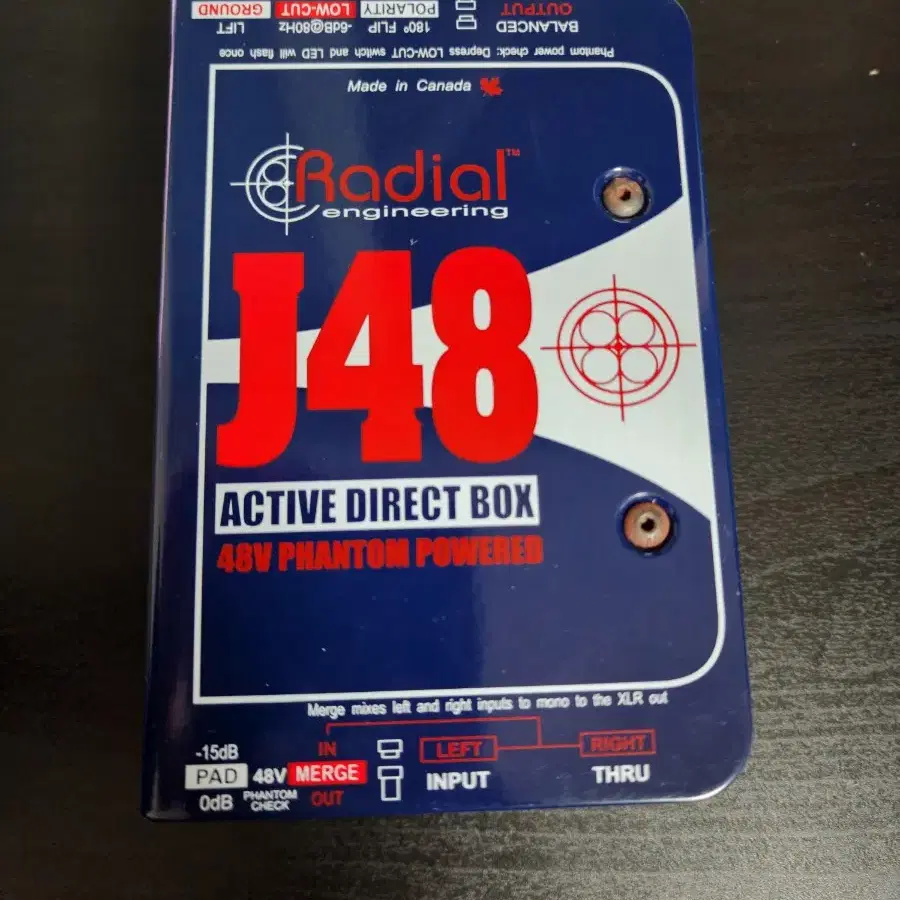 GROUND LOW-CUT POLARITY OUTPUT
LIFT -6dB@80Hz 180° FLIP BALANCED
Phantom power check: Depress LOW-CUT switch and LED will flash once
Made in Canada
Radial™
engineering
J48
ACTIVE DIRECT BOX
48V PHANTOM POWERED
Merge mixes left and right inputs to mono to the XLR out
-15dB IN LEFT RIGHT
PAD 48V MERGE INPUT THRU
0dB PHANTOM CHECK OUT